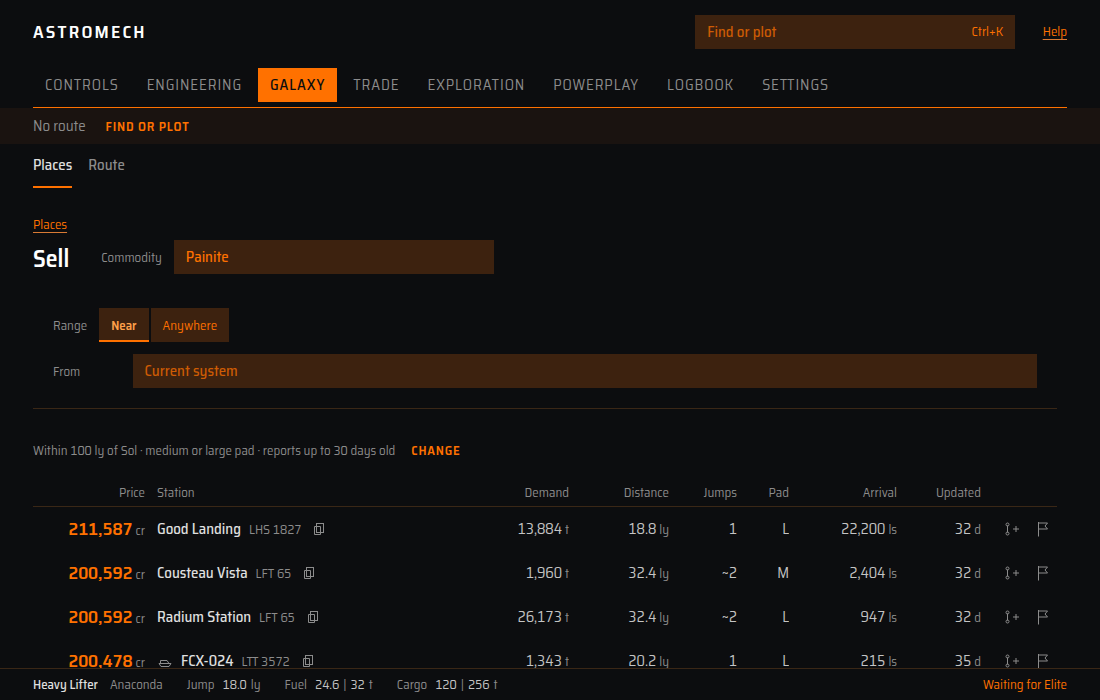 ASTROMECH
Find or plot Ctrl+K Help
CONTROLS ENGINEERING GALAXY TRADE EXPLORATION POWERPLAY LOGBOOK SETTINGS
No route FIND OR PLOT
Places Route
Places
Sell Commodity Painite
Range Near Anywhere
From Current system
Within 100 ly of Sol · medium or large pad · reports up to 30 days old CHANGE
Price Station Demand Distance Jumps Pad Arrival Updated
211,587 cr Good Landing LHS 1827 13,884 t 18.8 ly 1 L 22,200 ls 32 d
200,592 cr Cousteau Vista LFT 65 1,960 t 32.4 ly ~2 M 2,404 ls 32 d
200,592 cr Radium Station LFT 65 26,173 t 32.4 ly ~2 L 947 ls 32 d
200,478 cr FCX-024 LTT 3572 1,343 t 20.2 ly 1 L 215 ls 35 d
Heavy Lifter Anaconda Jump 18.0 ly Fuel 24.6 | 32 t Cargo 120 | 256 t Waiting for Elite